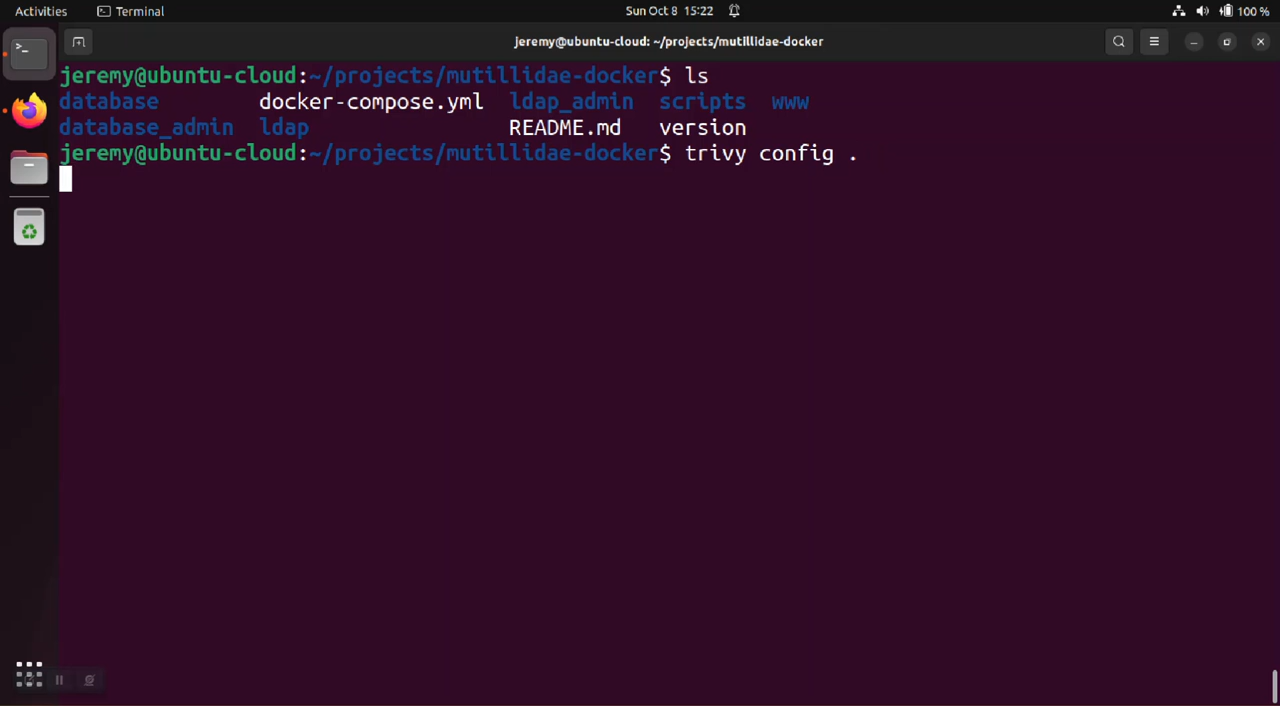 Activities Terminal Sun Oct 8 15:22 100 %
jeremy@ubuntu-cloud: ~/projects/mutillidae-docker
jeremy@ubuntu-cloud:~/projects/mutillidae-docker$ ls
database docker-compose.yml ldap_admin scripts www
database_admin ldap README.md version
jeremy@ubuntu-cloud:~/projects/mutillidae-docker$ trivy config .